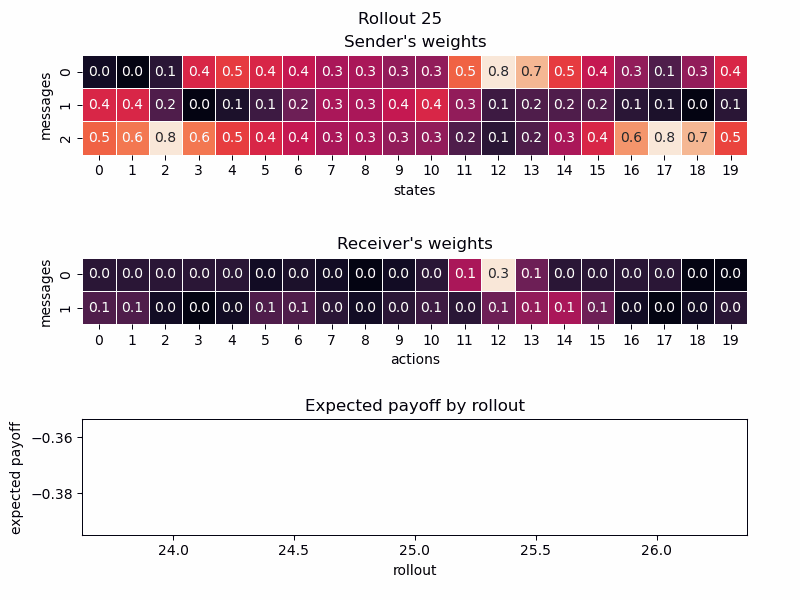 Rollout 25
Sender's weights
messages
0 0.0 0.0 0.1 0.4 0.5 0.4 0.4 0.3 0.3 0.3 0.3 0.5 0.8 0.7 0.5 0.4 0.3 0.1 0.3 0.4
1 0.4 0.4 0.2 0.0 0.1 0.1 0.2 0.3 0.3 0.4 0.4 0.3 0.1 0.2 0.2 0.2 0.1 0.1 0.0 0.1
2 0.5 0.6 0.8 0.6 0.5 0.4 0.4 0.3 0.3 0.3 0.3 0.2 0.1 0.2 0.3 0.4 0.6 0.8 0.7 0.5
0 1 2 3 4 5 6 7 8 9 10 11 12 13 14 15 16 17 18 19
states
Receiver's weights
messages
0 0.0 0.0 0.0 0.0 0.0 0.0 0.0 0.0 0.0 0.0 0.0 0.1 0.3 0.1 0.0 0.0 0.0 0.0 0.0 0.0
1 0.1 0.1 0.0 0.0 0.0 0.1 0.1 0.0 0.0 0.0 0.1 0.0 0.1 0.1 0.1 0.1 0.0 0.0 0.0 0.0
0 1 2 3 4 5 6 7 8 9 10 11 12 13 14 15 16 17 18 19
actions
Expected payoff by rollout
expected payoff
−0.36
−0.38
24.0 24.5 25.0 25.5 26.0
rollout